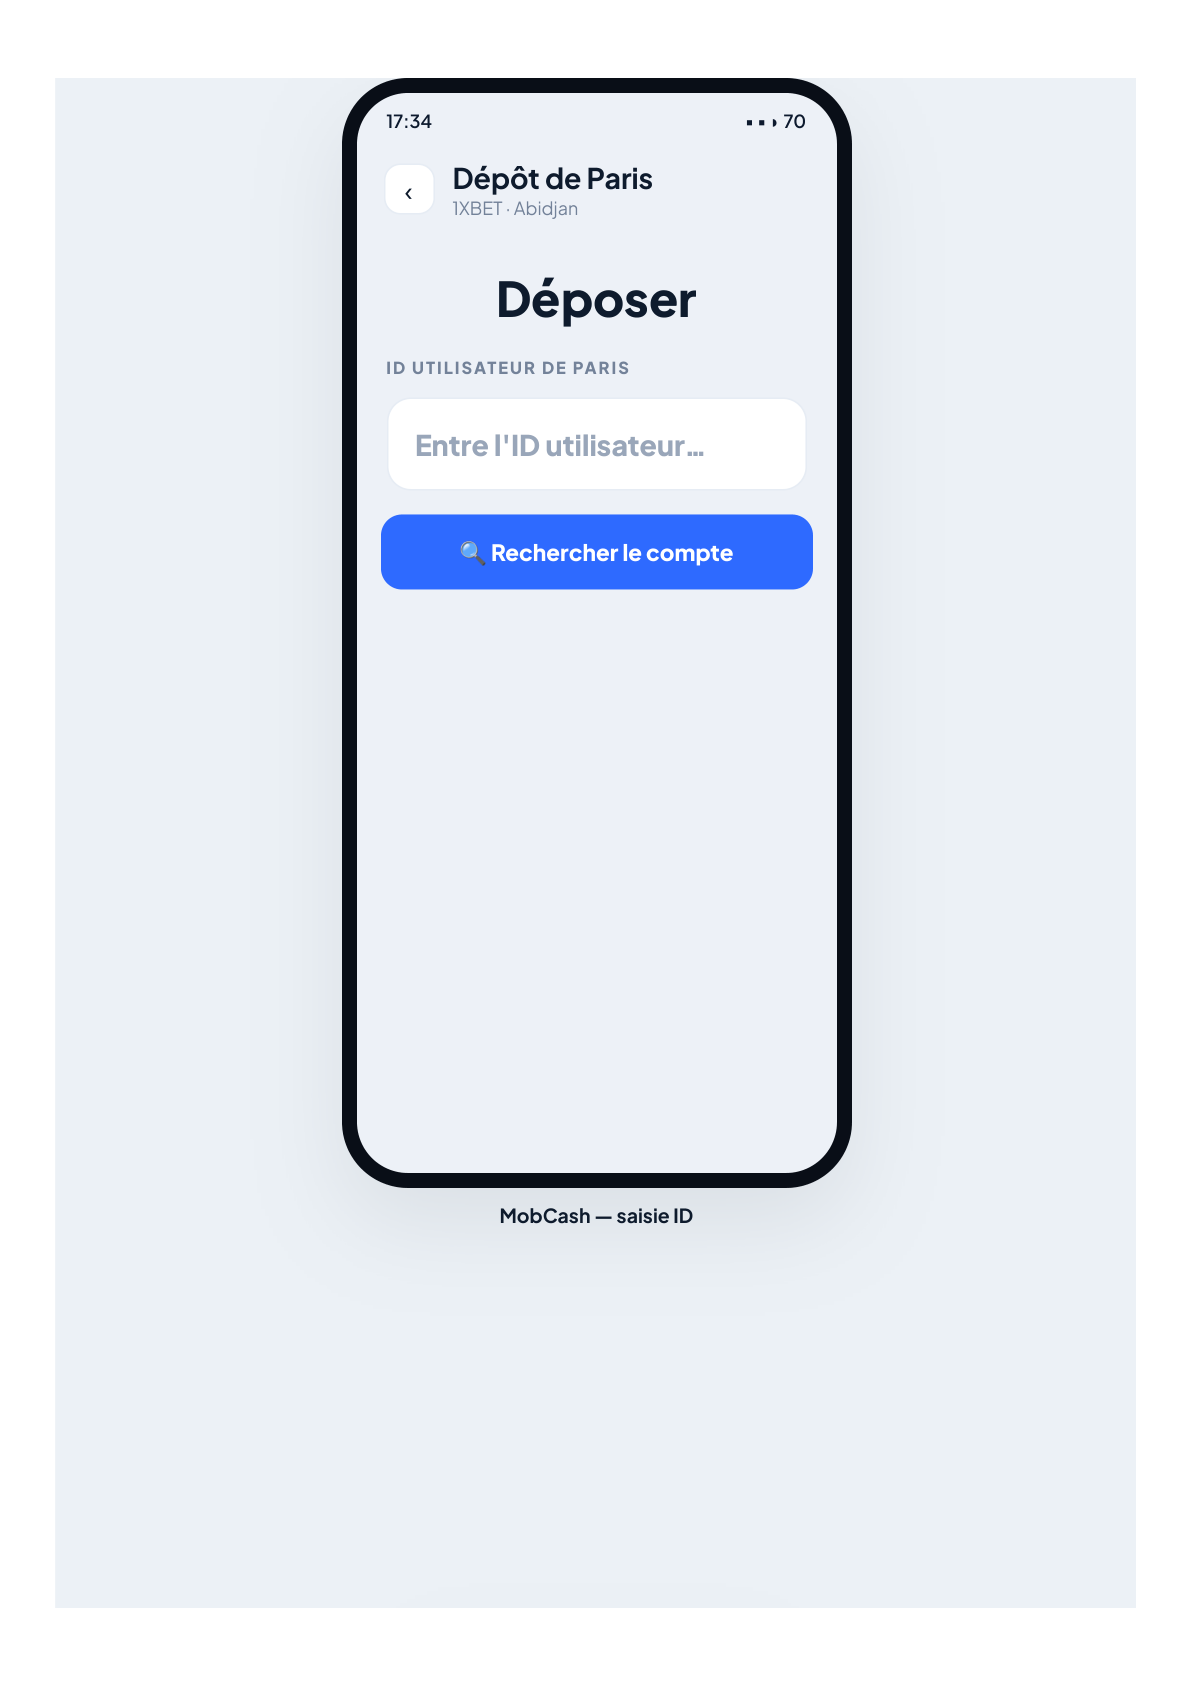 17:34
70
‹
Dépôt de Paris
1XBET · Abidjan
Déposer
ID UTILISATEUR DE PARIS
Entre l'ID utilisateur…
🔍 Rechercher le compte
MobCash — saisie ID